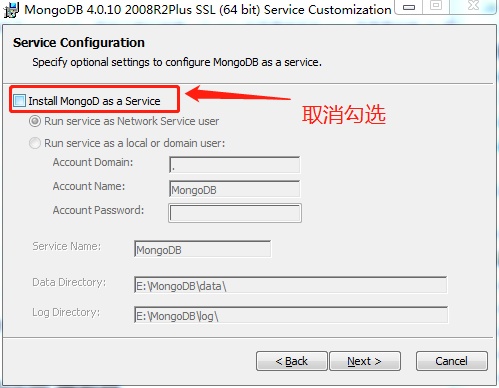 MongoDB 4.0.10 2008R2Plus SSL (64 bit) Service Customization
Service Configuration
Specify optional settings to configure MongoDB as a service.
Install MongoD as a Service
取消勾选
Run service as Network Service user
Run service as a local or domain user:
Account Domain: .
Account Name: MongoDB
Account Password:
Service Name: MongoDB
Data Directory: E:\MongoDB\data\
Log Directory: E:\MongoDB\log\
< Back Next > Cancel